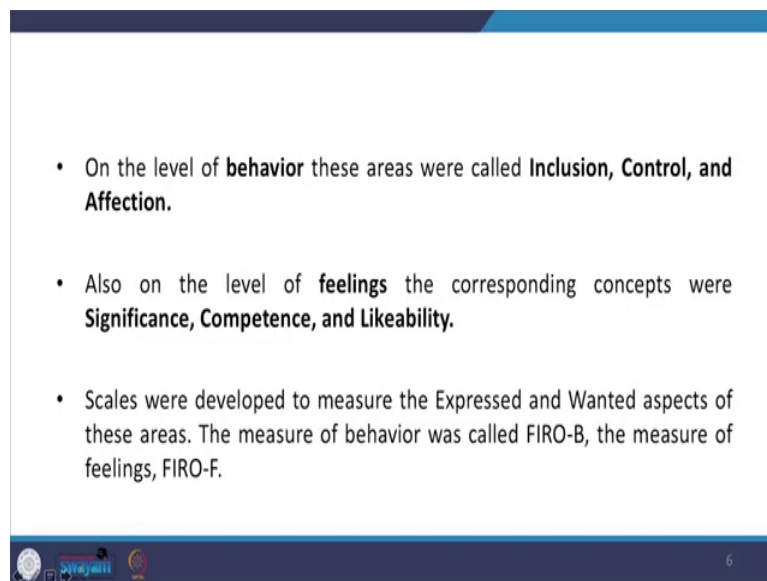 • On the level of behavior these areas were called Inclusion, Control, and
Affection.
• Also on the level of feelings the corresponding concepts were
Significance, Competence, and Likeability.
• Scales were developed to measure the Expressed and Wanted aspects of
these areas. The measure of behavior was called FIRO-B, the measure of
feelings, FIRO-F.
swayam
6